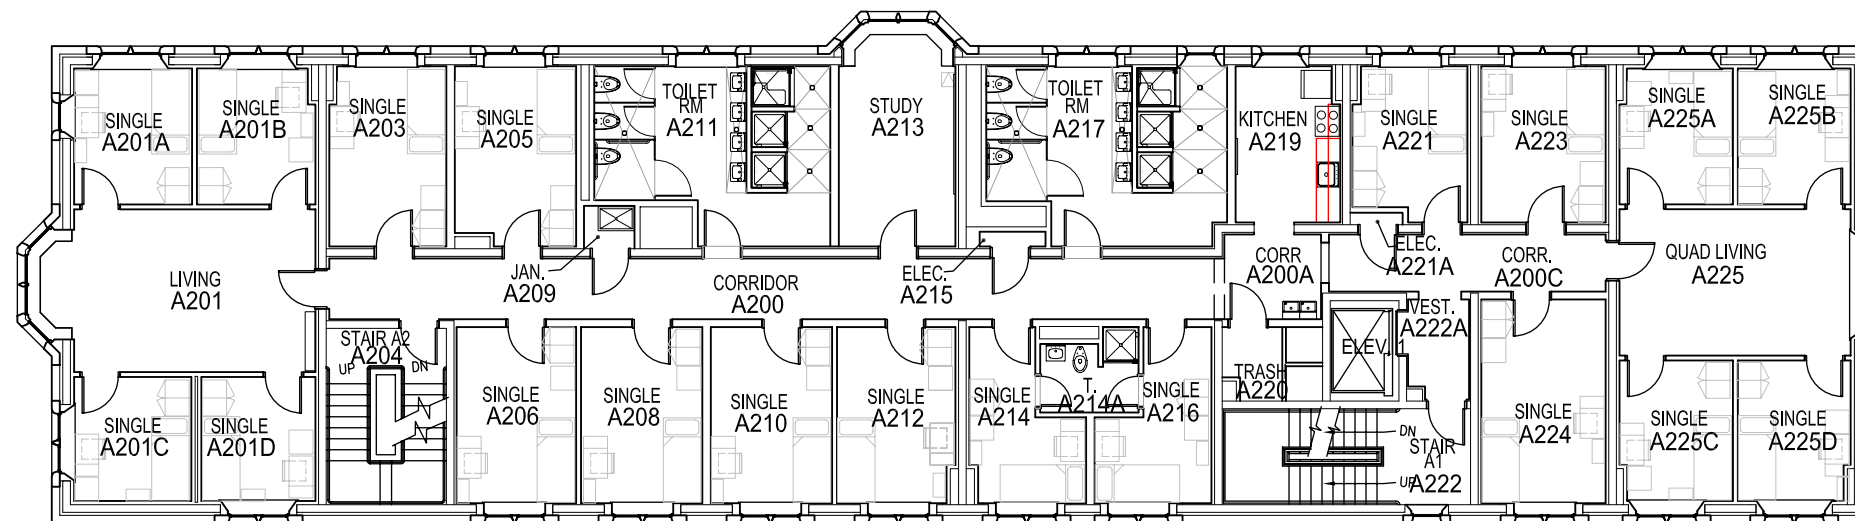 SINGLE
A201A
SINGLE
A201B
SINGLE
A203
SINGLE
A205
TOILET
RM
A211
STUDY
A213
TOILET
RM
A217
KITCHEN
A219
SINGLE
A221
SINGLE
A223
SINGLE
A225A
SINGLE
A225B
LIVING
A201
JAN.
A209
CORRIDOR
A200
ELEC.
A215
CORR
A200A
ELEC.
A221A
CORR.
A200C
QUAD LIVING
A225
STAIR A2
A204
UP
DN
VEST.
A222A
ELEV. 1
TRASH
A220
SINGLE
A201C
SINGLE
A201D
SINGLE
A206
SINGLE
A208
SINGLE
A210
SINGLE
A212
SINGLE
A214
T.
A214A
SINGLE
A216
DN
UP
STAIR
A1
A222
SINGLE
A224
SINGLE
A225C
SINGLE
A225D